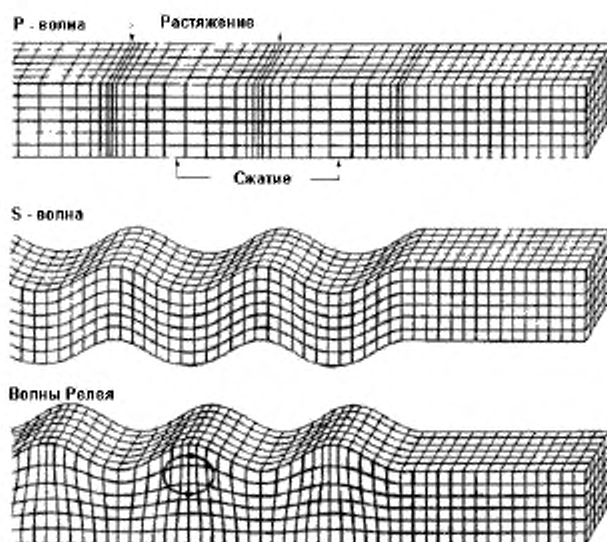 P - волна
Растяжение
Сжатие
S - волна
Волны Релея